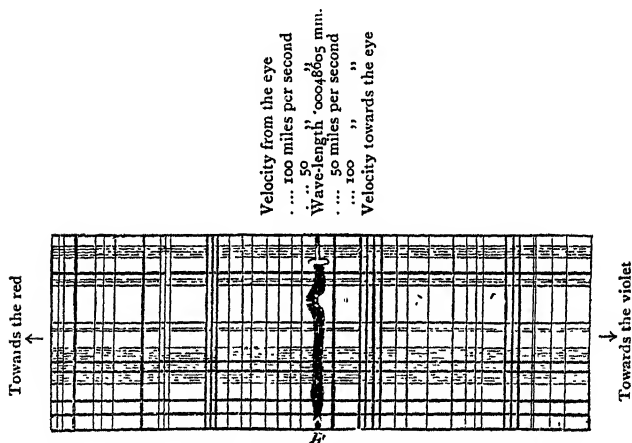 Towards the red
Velocity from the eye
. ... 100 miles per second
. .. 50 " "
Wave-length ·00048605 mm.
. ... 50 miles per second
... 100 " "
Velocity towards the eye
Towards the violet
F